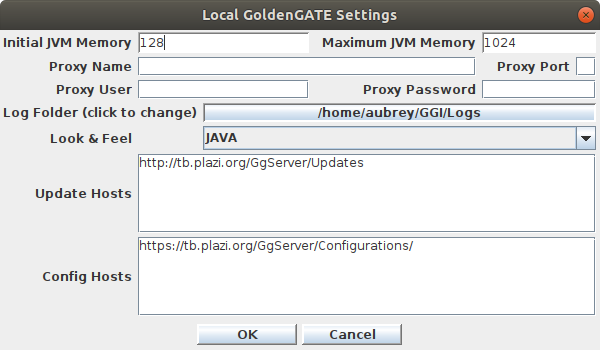 Local GoldenGATE Settings
Initial JVM Memory 128 Maximum JVM Memory 1024
Proxy Name Proxy Port
Proxy User Proxy Password
Log Folder (click to change) /home/aubrey/GGI/Logs
Look & Feel JAVA
http://tb.plazi.org/GgServer/Updates
Update Hosts
https://tb.plazi.org/GgServer/Configurations/
Config Hosts
OK Cancel